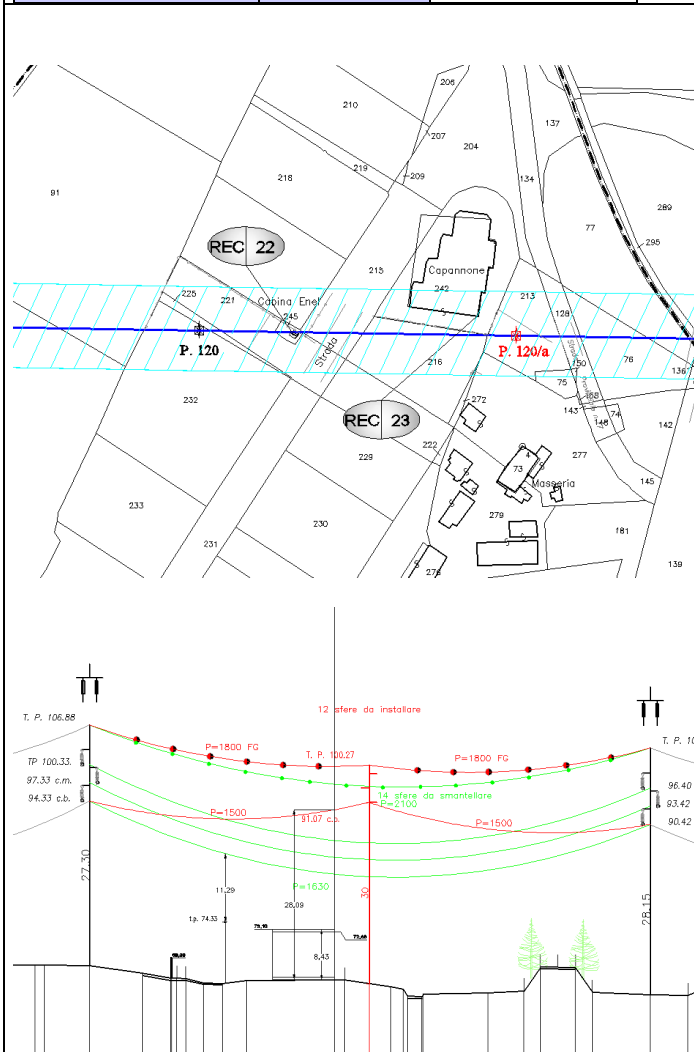 206
210
207
137
204
219
218
209
134
91
289
77
295
REC 22
215
Capannone
242
213
225
221
Cabina Enel
245
128
P. 120
P. 120/a
Strada
216
76
136
150
75
232
272
REC 23
143
74
146
142
222
229
4
73
277
Masseria
145
233
279
230
181
231
139
276
12 sfere da installare
T. P. 106.88
P=1800 FG
T. P. 100.27
P=1800 FG
TP 100.33.
97.33 c.m.
94.33 c.b.
14 sfere da smantellare
P=2100
96.40
93.42
90.42
P=1500
91.07 c.b.
P=1500
27.30
11.29
28.09
P=1630
30
28.15
t.p. 74.33
8.43